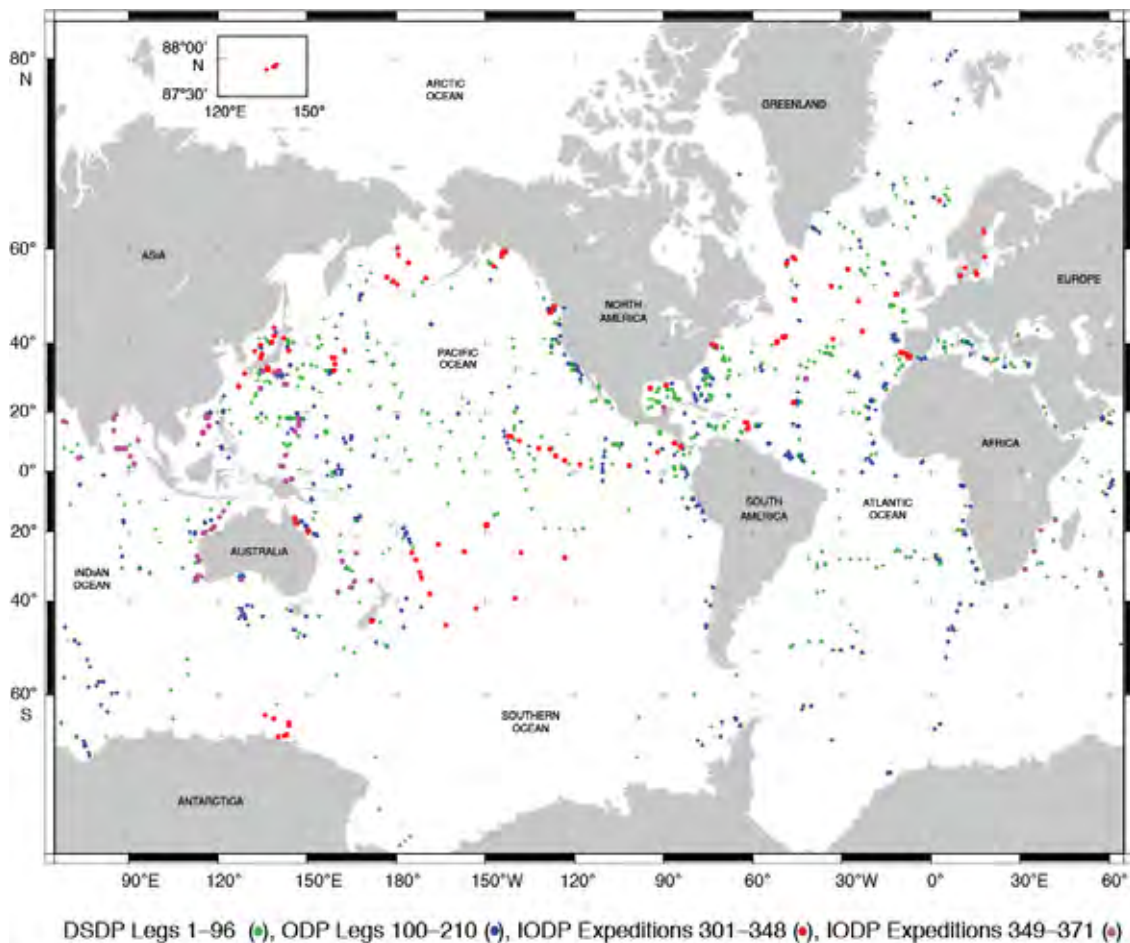 80°
N
88°00'
N
87°30'
120°E
150°
ARCTIC
OCEAN
GREENLAND
60°
ASIA
EUROPE
NORTH
AMERICA
40°
PACIFIC
OCEAN
20°
AFRICA
0°
SOUTH
AMERICA
ATLANTIC
OCEAN
20°
AUSTRALIA
INDIAN
OCEAN
40°
60°
S
SOUTHERN
OCEAN
ANTARCTICA
90°E
120°
150°
180°
150°W
120°
90°
60°
30°
0°
30°E
60°
DSDP Legs 1–96 (•), ODP Legs 100–210 (•), IODP Expeditions 301–348 (•), IODP Expeditions 349–371 (•)